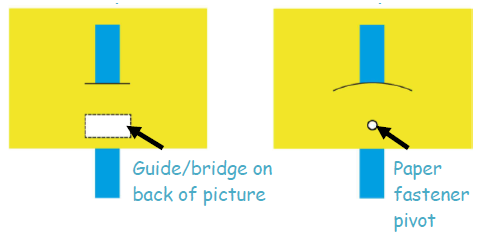 Guide/bridge on
back of picture
Paper
fastener
pivot